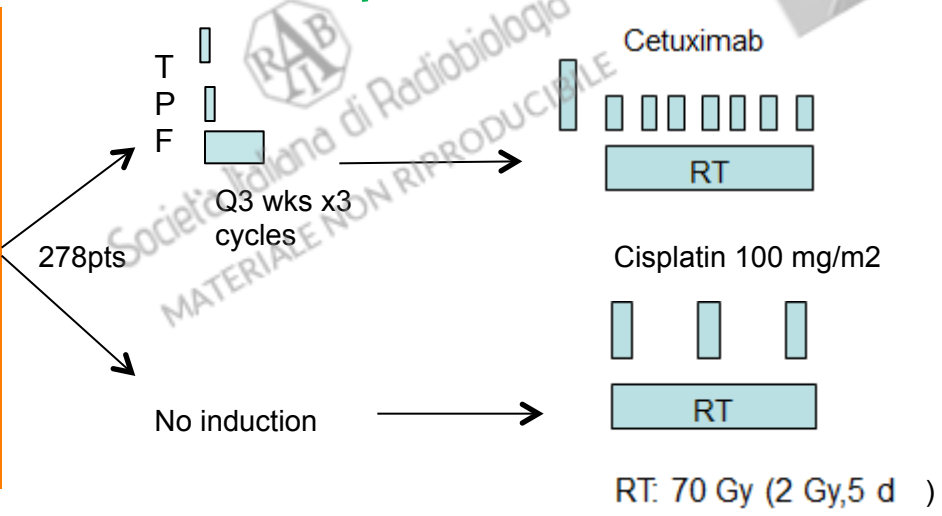 Cetuximab
T
P
F
RT
Q3 wks x3
cycles
278pts
Cisplatin 100 mg/m2
No induction
RT
RT: 70 Gy (2 Gy,5 d )
Società Italiana di Radiobiologia
MATERIALE NON RIPRODUCIBILE